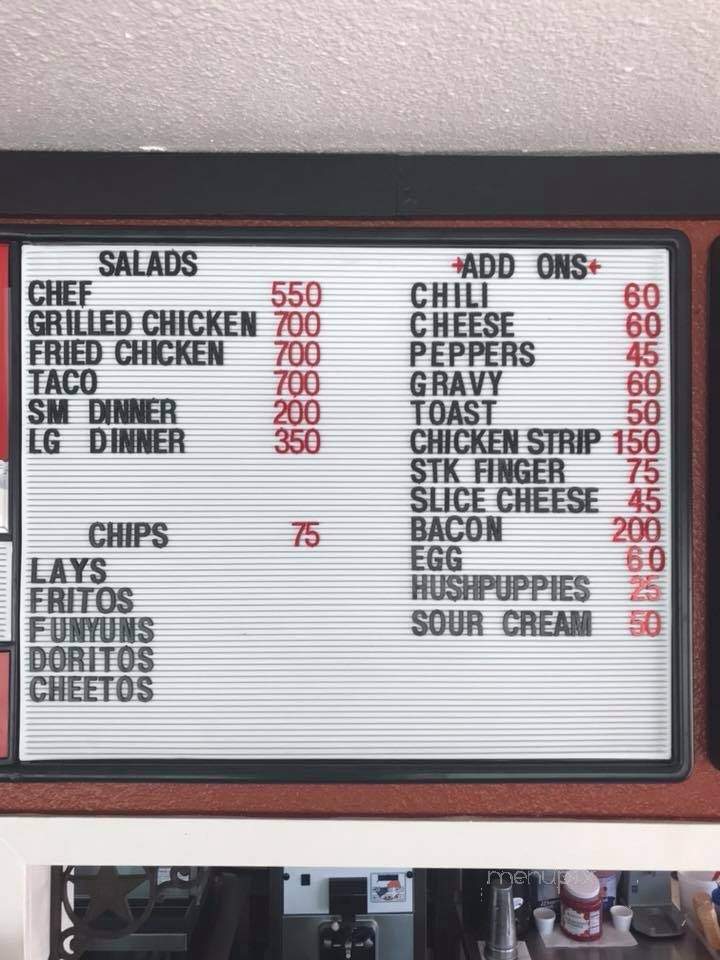 SALADS
CHEF 550
GRILLED CHICKEN 700
FRIED CHICKEN 700
TACO 700
SM DINNER 200
LG DINNER 350
CHIPS 75
LAYS
FRITOS
FUNYUNS
DORITOS
CHEETOS
ADD ONS
CHILI 60
CHEESE 60
PEPPERS 45
GRAVY 60
TOAST 50
CHICKEN STRIP 150
STK FINGER 75
SLICE CHEESE 45
BACON 200
EGG 60
HUSHPUPPIES 25
SOUR CREAM 50
menupix